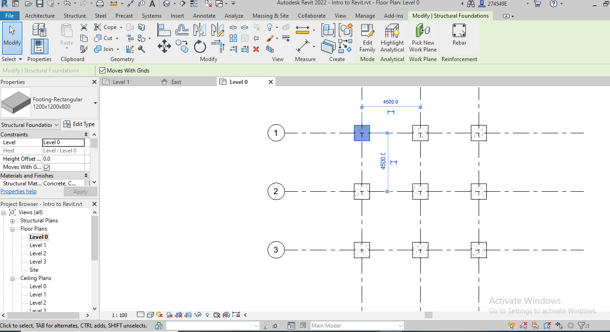 Autodesk Revit 2022 - Intro to Revit.rvt - Floor Plan: Level 0
274548E
File Architecture Structure Steel Precast Systems Insert Annotate Analyze Massing & Site Collaborate View Manage Add-Ins Modify | Structural Foundations
Modify
Paste
Cope
Cut
Join
Edit Family
Highlight Analytical
Pick New Work Plane
Rebar
Select Properties Clipboard Geometry Modify View Measure Create Mode Analytical Work Plane Reinforcement
Modify | Structural Foundations Moves With Grids
Properties
Level 1 East Level 0
Footing-Rectangular
1200x1200x800
Structural Foundation Edit Type
Constraints
Level Level 0
Host Level : Level 0
Height Offset ... 0.0
Moves With G...
Materials and Finishes
Structural Mat... Concrete, C...
Properties help Apply
Project Browser - Intro to Revit.rvt
Views (all)
Structural Plans
Floor Plans
Level 0
Level 1
Level 2
Level 3
Site
Ceiling Plans
Level 0
Level 1
Level 2
4500.0
1
4500.
2
3
Activate Windows
Go to Settings to activate Windows.
1 : 100
Click to select, TAB for alternates, CTRL adds, SHIFT unselects.
:0
Main Model
:1